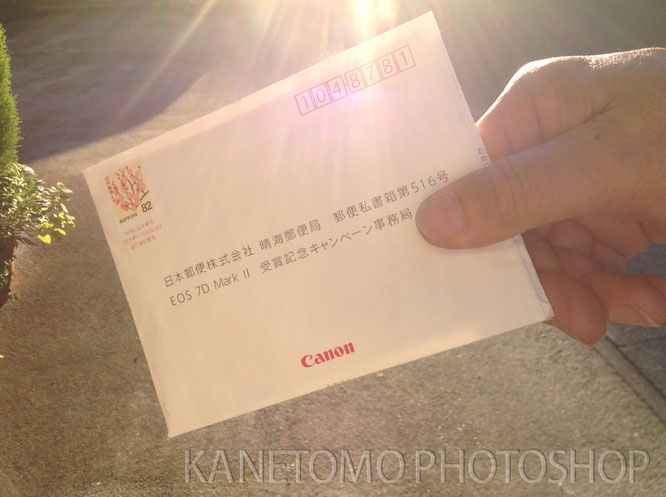 1048781
NIPPON 82
日本郵便株式会社 晴海郵便局 郵便私書箱第516号
EOS 7D Mark II 受賞記念キャンペーン事務局
Canon
KANETOMO PHOTOSHOP